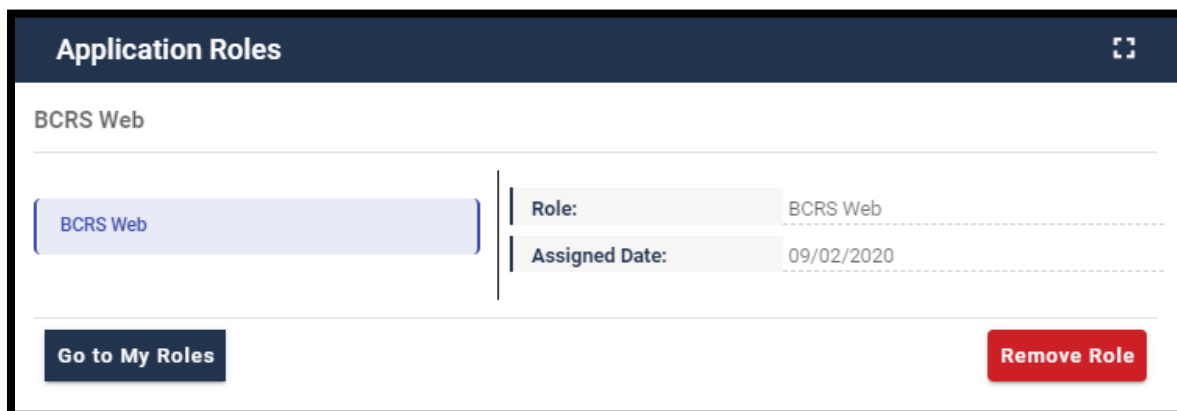 Application Roles
BCRS Web
BCRS Web
Role: BCRS Web
Assigned Date: 09/02/2020
Go to My Roles
Remove Role